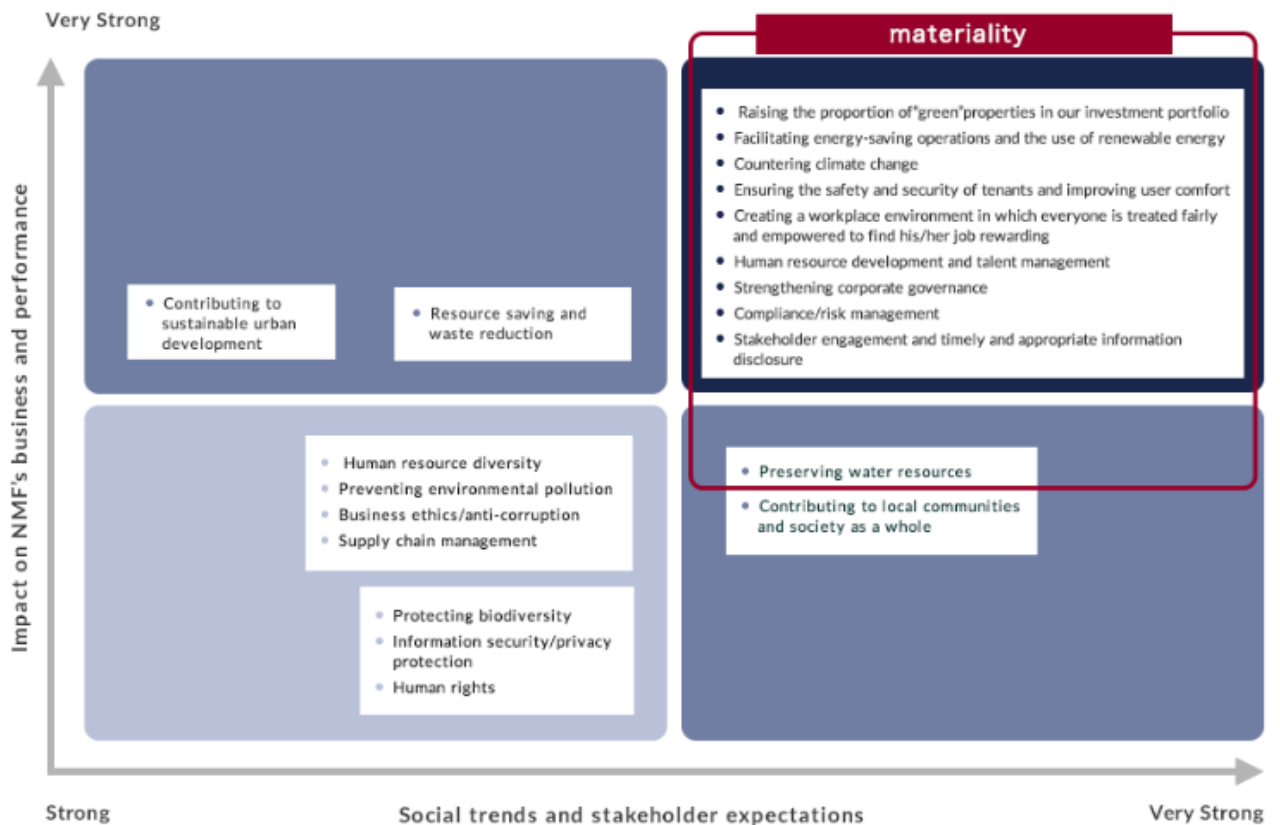 Very Strong
materiality
• Raising the proportion of"green"properties in our investment portfolio
• Facilitating energy-saving operations and the use of renewable energy
• Countering climate change
• Ensuring the safety and security of tenants and improving user comfort
• Creating a workplace environment in which everyone is treated fairly
and empowered to find his/her job rewarding
• Human resource development and talent management
• Strengthening corporate governance
• Compliance/risk management
• Stakeholder engagement and timely and appropriate information
disclosure
• Contributing to
sustainable urban
development
• Resource saving and
waste reduction
• Human resource diversity
• Preventing environmental pollution
• Business ethics/anti-corruption
• Supply chain management
• Protecting biodiversity
• Information security/privacy
protection
• Human rights
• Preserving water resources
• Contributing to local communities
and society as a whole
Impact on NMF's business and performance
Strong
Social trends and stakeholder expectations
Very Strong